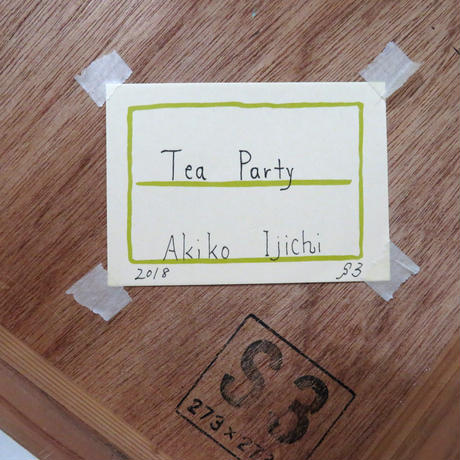 Tea Party
Akiko Ijichi
2018 S3
S3
273×273